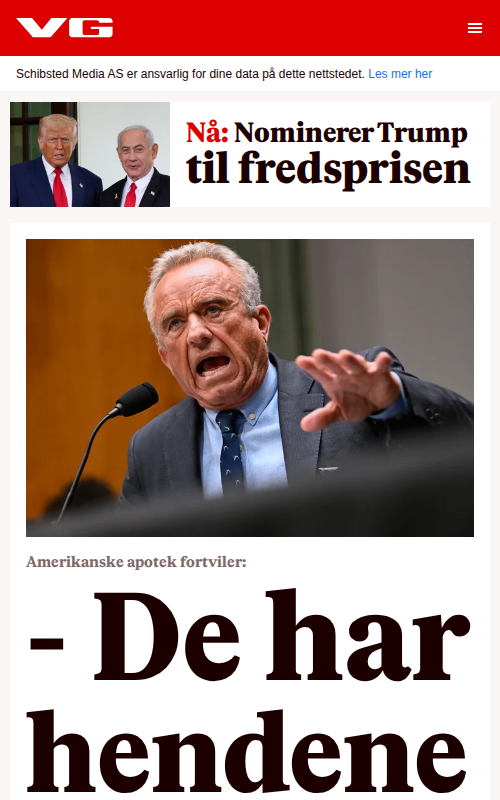 VG
Schibsted Media AS er ansvarlig for dine data på dette nettstedet. Les mer her
Nå: Nominerer Trump
til fredsprisen
Amerikanske apotek fortviler:
- De har
hendene